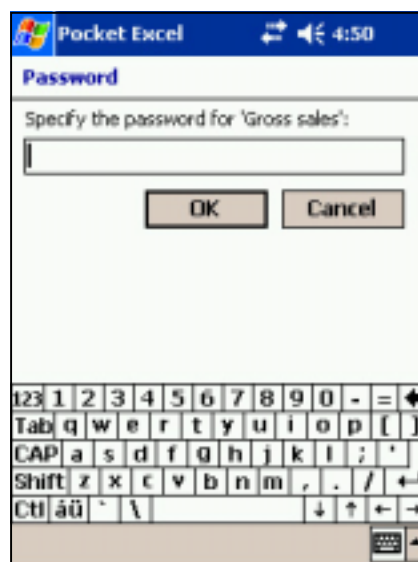 Pocket Excel 4:50
Password
Specify the password for 'Gross sales':
OK Cancel
123 1 2 3 4 5 6 7 8 9 0 - =
Tab q w e r t y u i o p [ ]
CAP a s d f g h j k l ; '
Shift z x c v b n m , . /
Ctl áü ` \